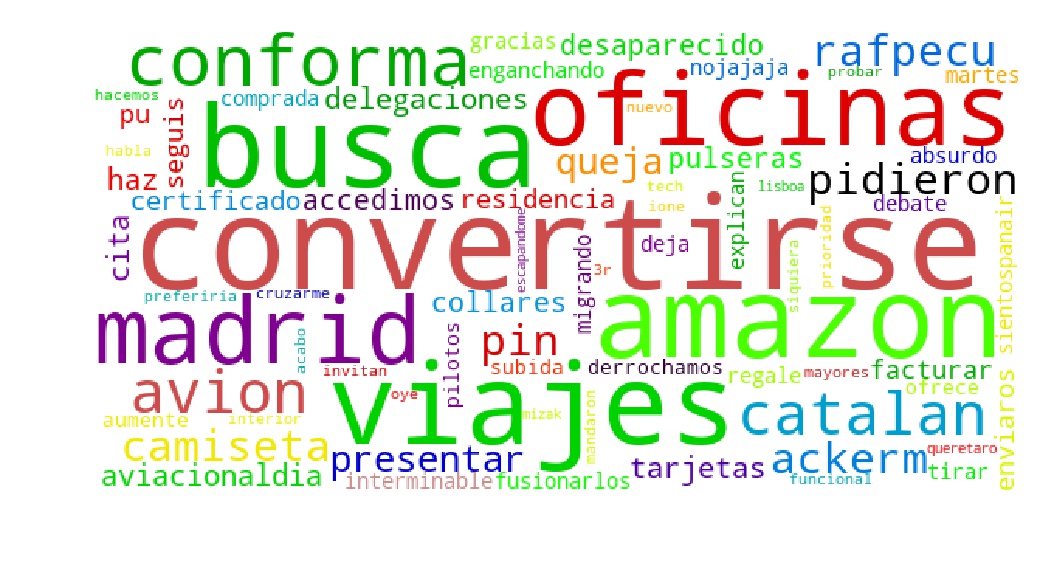 gracias
desaparecido
rafpecu
conforma
enganchando
nojajaja
probar
martes
hacemos
comprada
delegaciones
oficinas
nuevo
pu
seguis
busca
habla
queja
pulseras
absurdo
haz
tech
lisboa
pidieron
certificado
accedimos
residencia
ione
explican
debate
cita
convertirse
escapandome
migrando
deja
3r
siquiera
prioridad
sientospanair
preferiria
cruzarme
collares
amazon
madrid
acabo
pilotos
pin
invitan
subida
derrochamos
regale
mayores
facturar
avion
oye
viajes
ofrece
catalan
aumente
interior
mizak
mandaron
enviaros
camiseta
presentar
tarjetas
ackerm
queretaro
aviacionaldia
interminable
fusionarlos
funcional
tirar